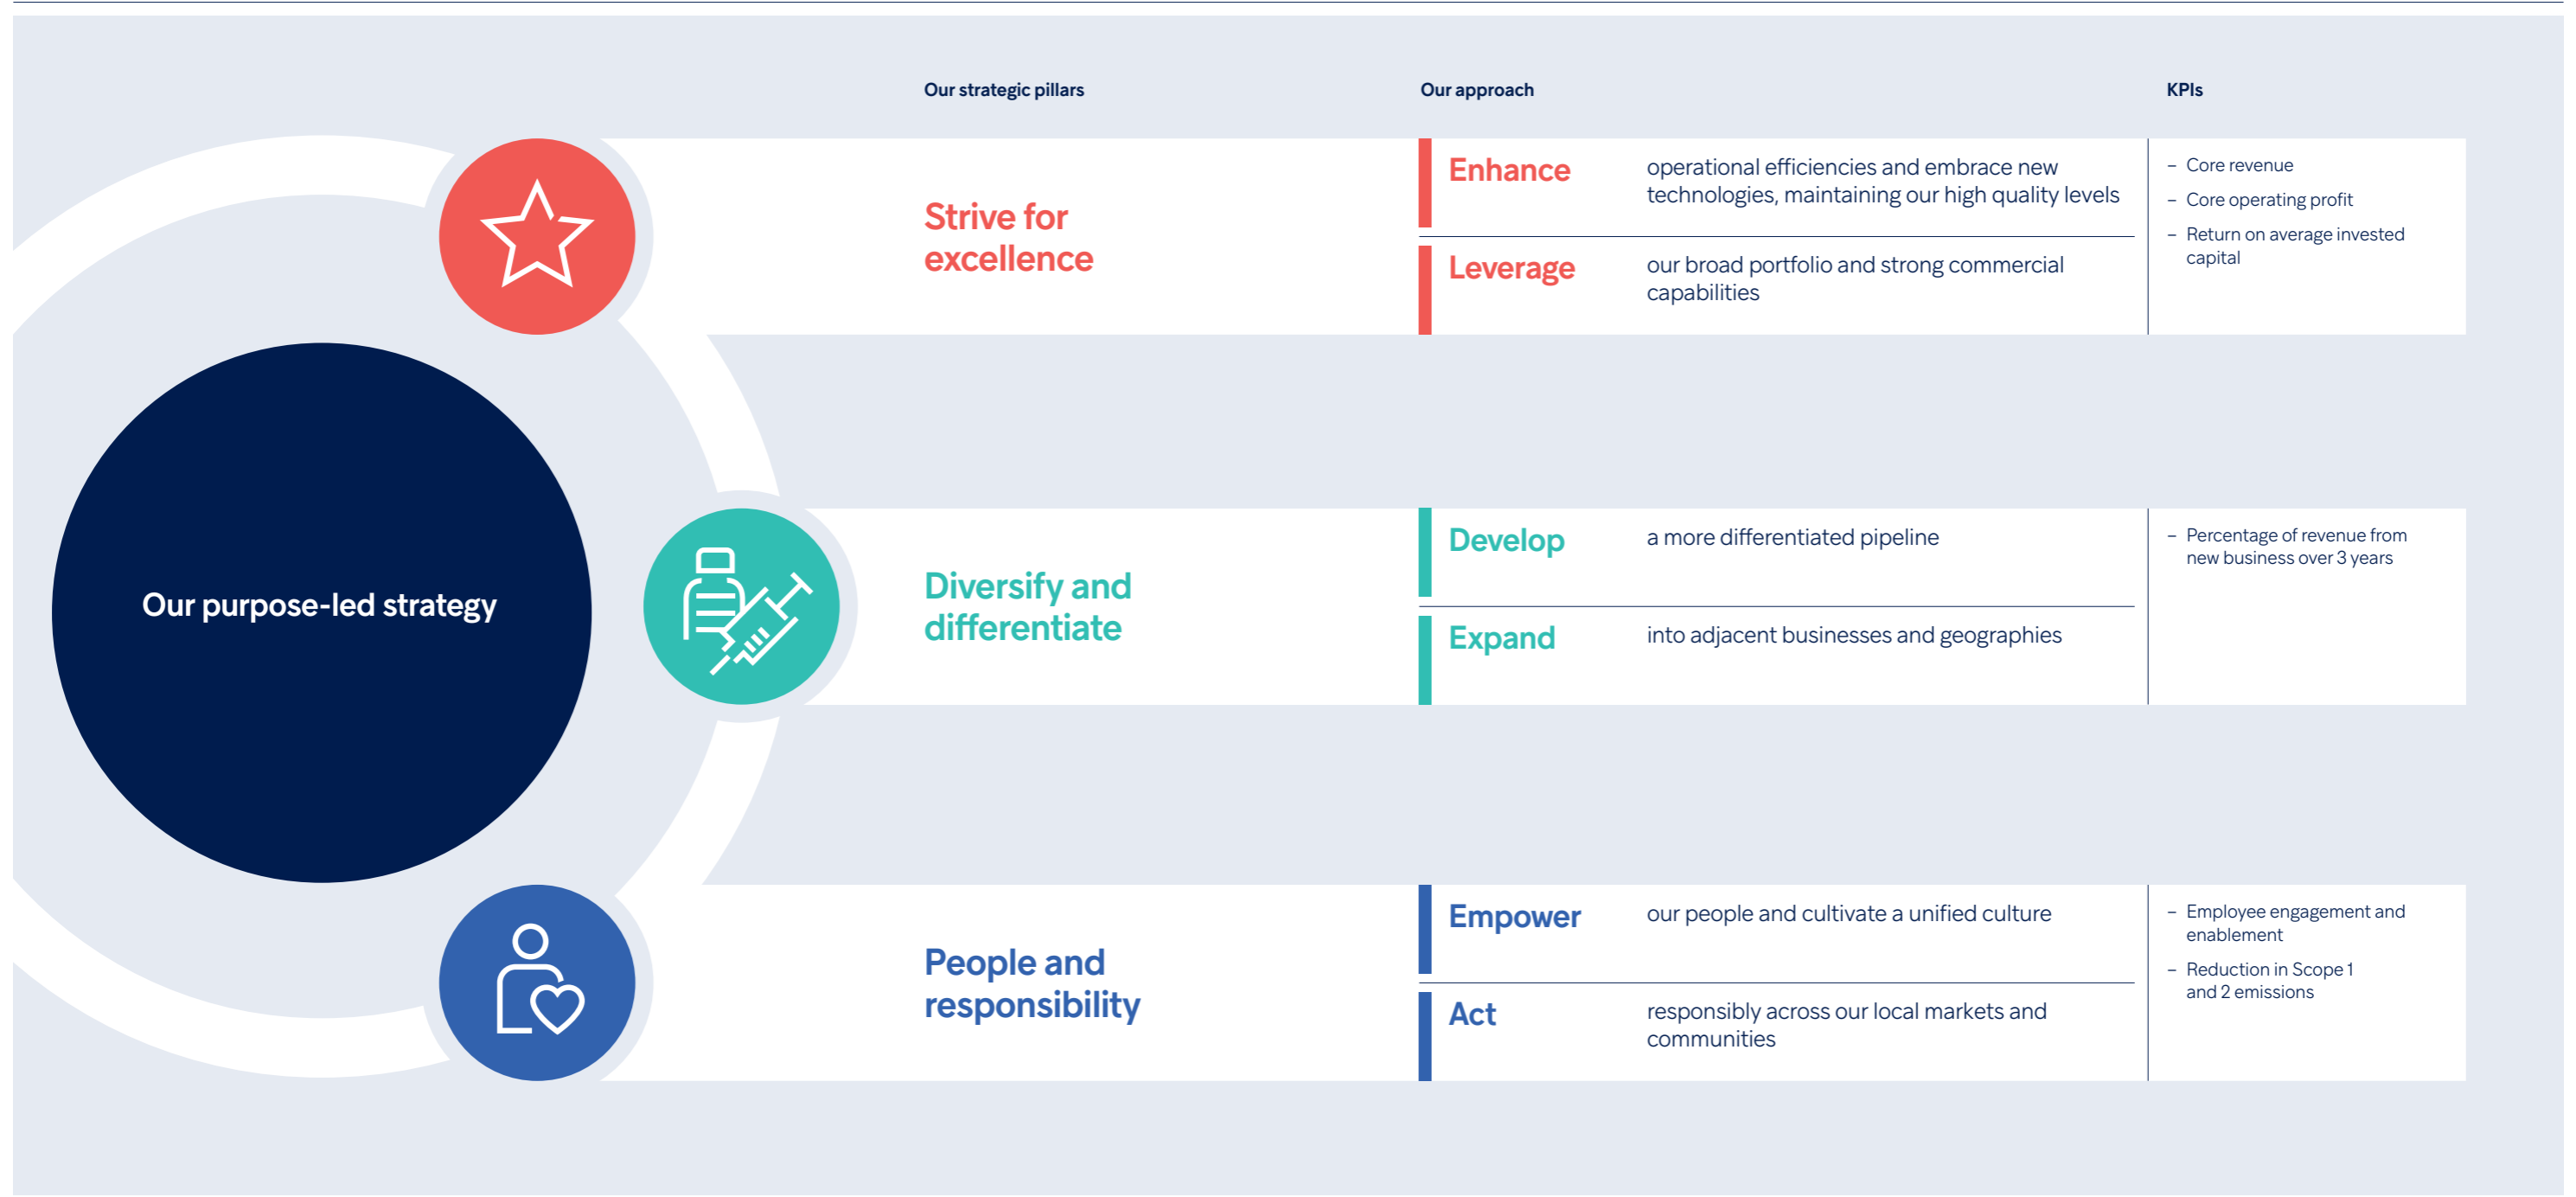 Our strategic pillars
Our approach
KPIs
Our purpose-led strategy
Strive for
excellence
Enhance
operational efficiencies and embrace new
technologies, maintaining our high quality levels
Leverage
our broad portfolio and strong commercial
capabilities
– Core revenue
– Core operating profit
– Return on average invested
capital
Diversify and
differentiate
Develop
a more differentiated pipeline
Expand
into adjacent businesses and geographies
– Percentage of revenue from
new business over 3 years
People and
responsibility
Empower
our people and cultivate a unified culture
Act
responsibly across our local markets and
communities
– Employee engagement and
enablement
– Reduction in Scope 1
and 2 emissions